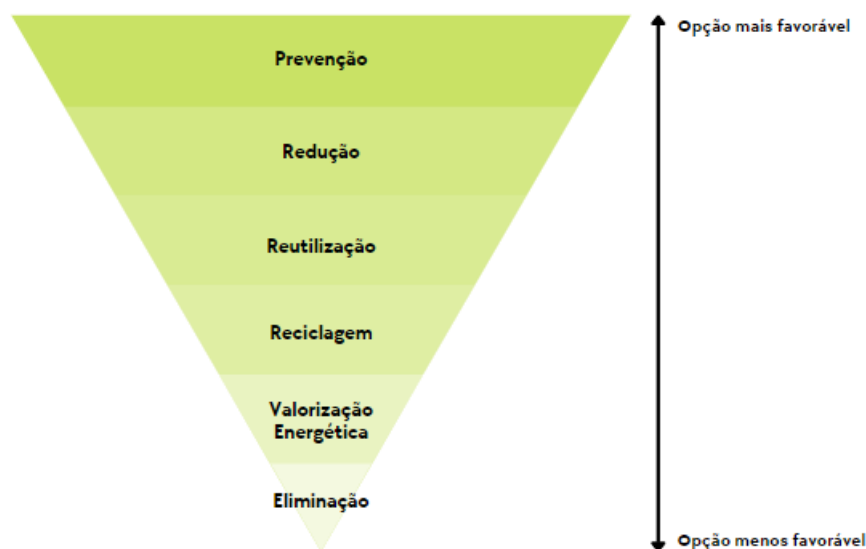 Opção mais favorável
Prevenção
Redução
Reutilização
Reciclagem
Valorização
Energética
Eliminação
Opção menos favorável